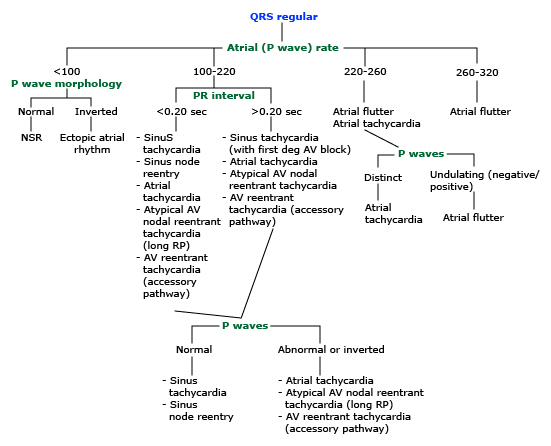 QRS regular
Atrial (P wave) rate
<100
100-220
220-260
260-320
P wave morphology
Normal
Inverted
NSR
Ectopic atrial
rhythm
PR interval
<0.20 sec
>0.20 sec
- SinuS
tachycardia
- Sinus node
reentry
- Atrial
tachycardia
- Atypical AV
nodal reentrant
tachycardia
(long RP)
- AV reentrant
tachycardia
(accessory
pathway)
- Sinus tachycardia
(with first deg AV block)
- Atrial tachycardia
- Atypical AV nodal
reentrant tachycardia
- AV reentrant
tachycardia (accessory
pathway)
Atrial flutter
Atrial tachycardia
Atrial flutter
P waves
Distinct
Undulating (negative/
positive)
Atrial
tachycardia
Atrial flutter
P waves
Normal
Abnormal or inverted
- Sinus
tachycardia
- Sinus
node reentry
- Atrial tachycardia
- Atypical AV nodal reentrant
tachycardia (long RP)
- AV reentrant tachycardia
(accessory pathway)